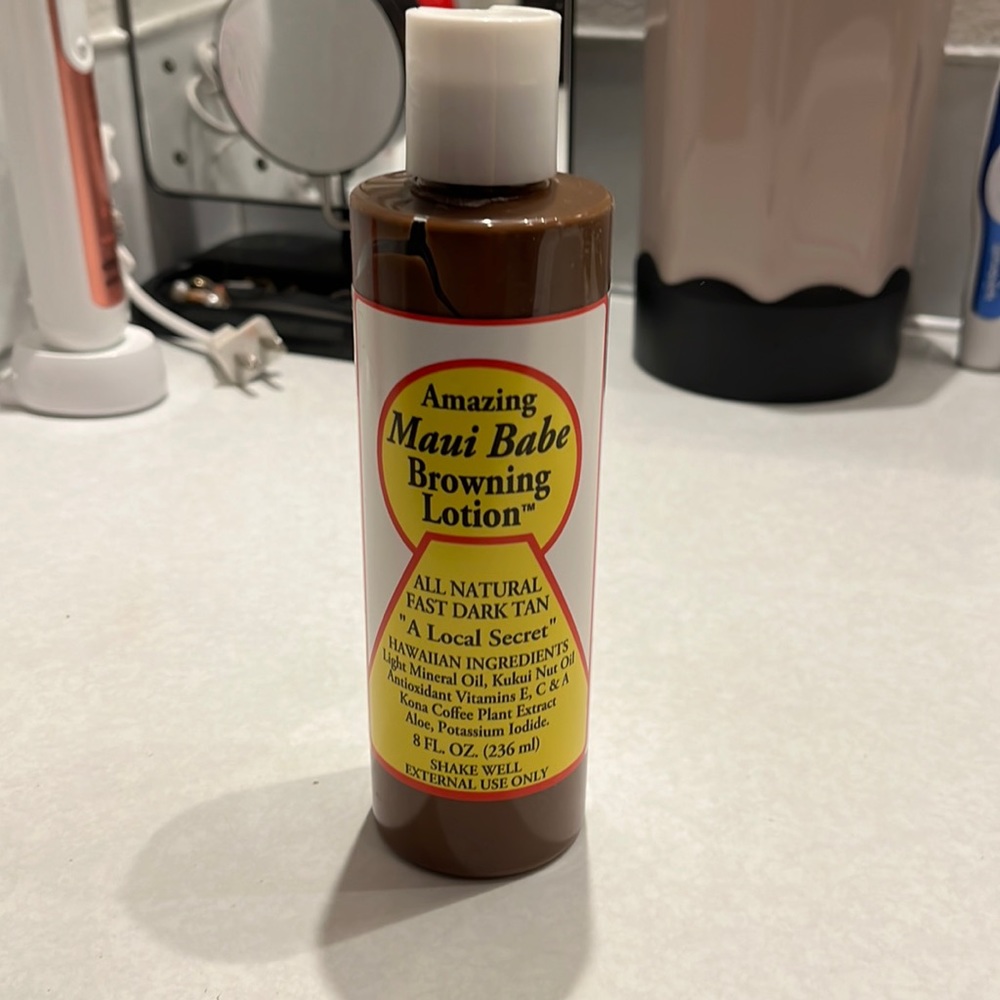 Amazing
Maui Babe
Browning
Lotion™
ALL NATURAL
FAST DARK TAN
"A Local Secret"
HAWAIIAN INGREDIENTS
Light Mineral Oil, Kukui Nut Oil
Antioxidant Vitamins E, C & A
Kona Coffee Plant Extract
Aloe, Potassium Iodide.
8 FL. OZ. (236 ml)
SHAKE WELL
EXTERNAL USE ONLY